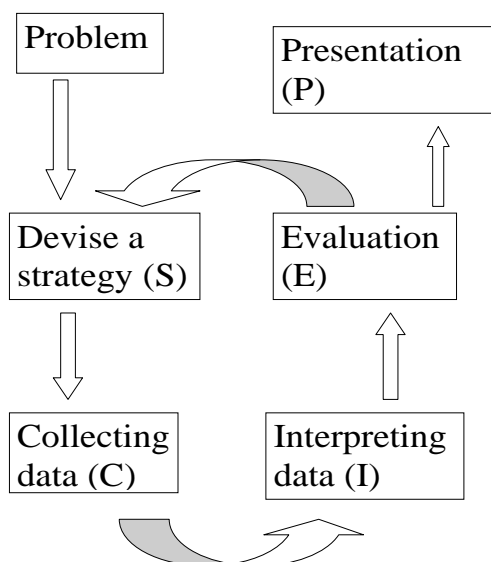 Problem
Presentation
(P)
Devise a
strategy (S)
Evaluation
(E)
Collecting
data (C)
Interpreting
data (I)